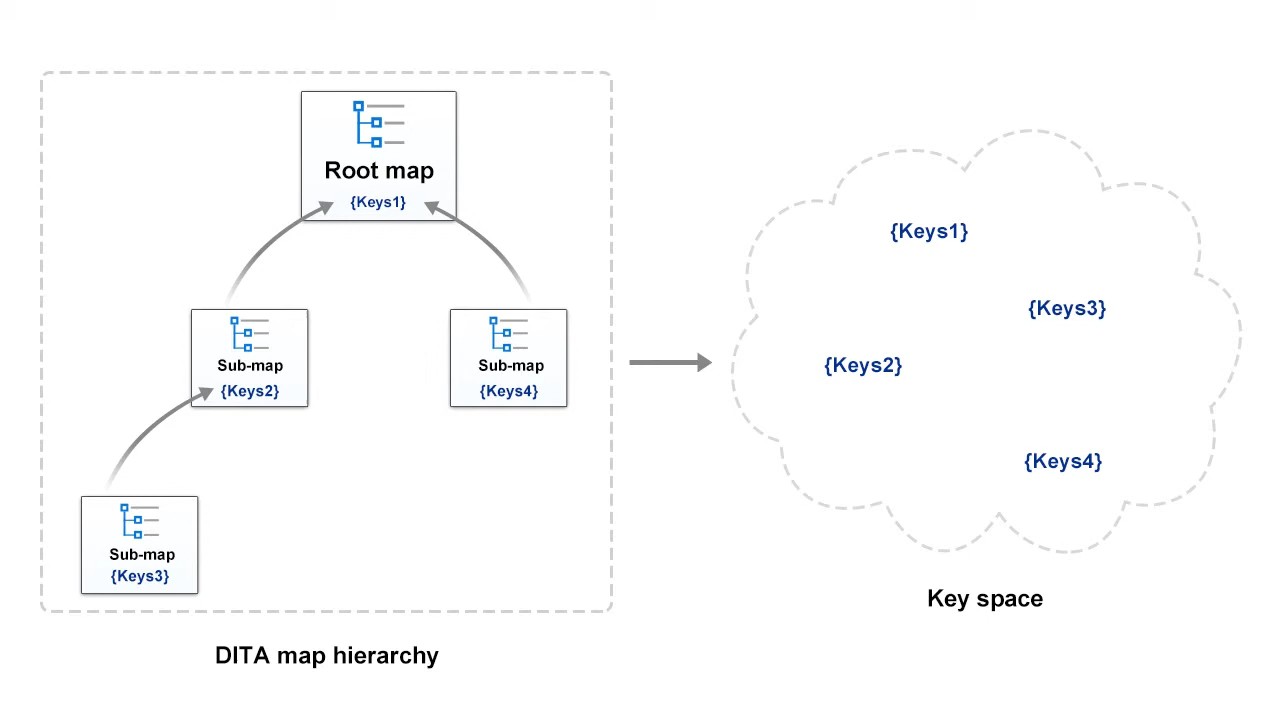 Root map
{Keys1}
Sub-map
{Keys2}
Sub-map
{Keys4}
Sub-map
{Keys3}
DITA map hierarchy
{Keys1}
{Keys3}
{Keys2}
{Keys4}
Key space